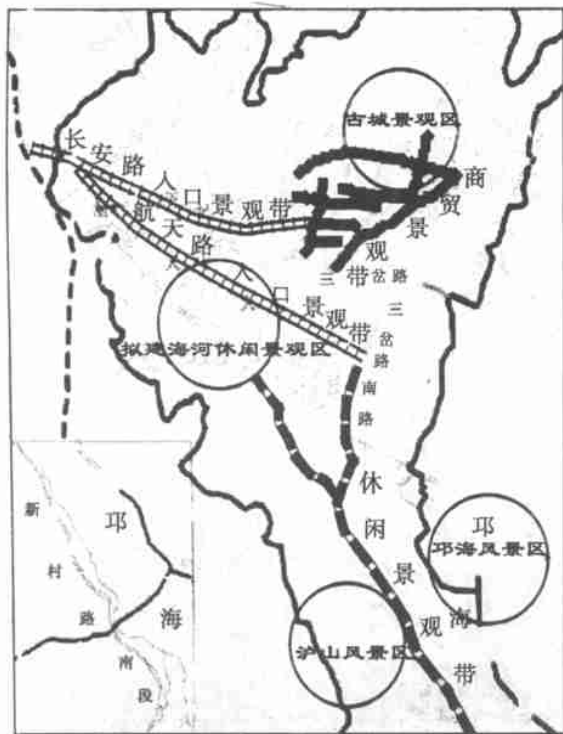 古城景观区
长安路入口景观带
商贸景观带
航天路入口景观带
三岔路
三岔路
南路
拟建海河休闲景观区
休闲景观带
邛海
邛海风景区
泸山风景区
新村路南段
邛海